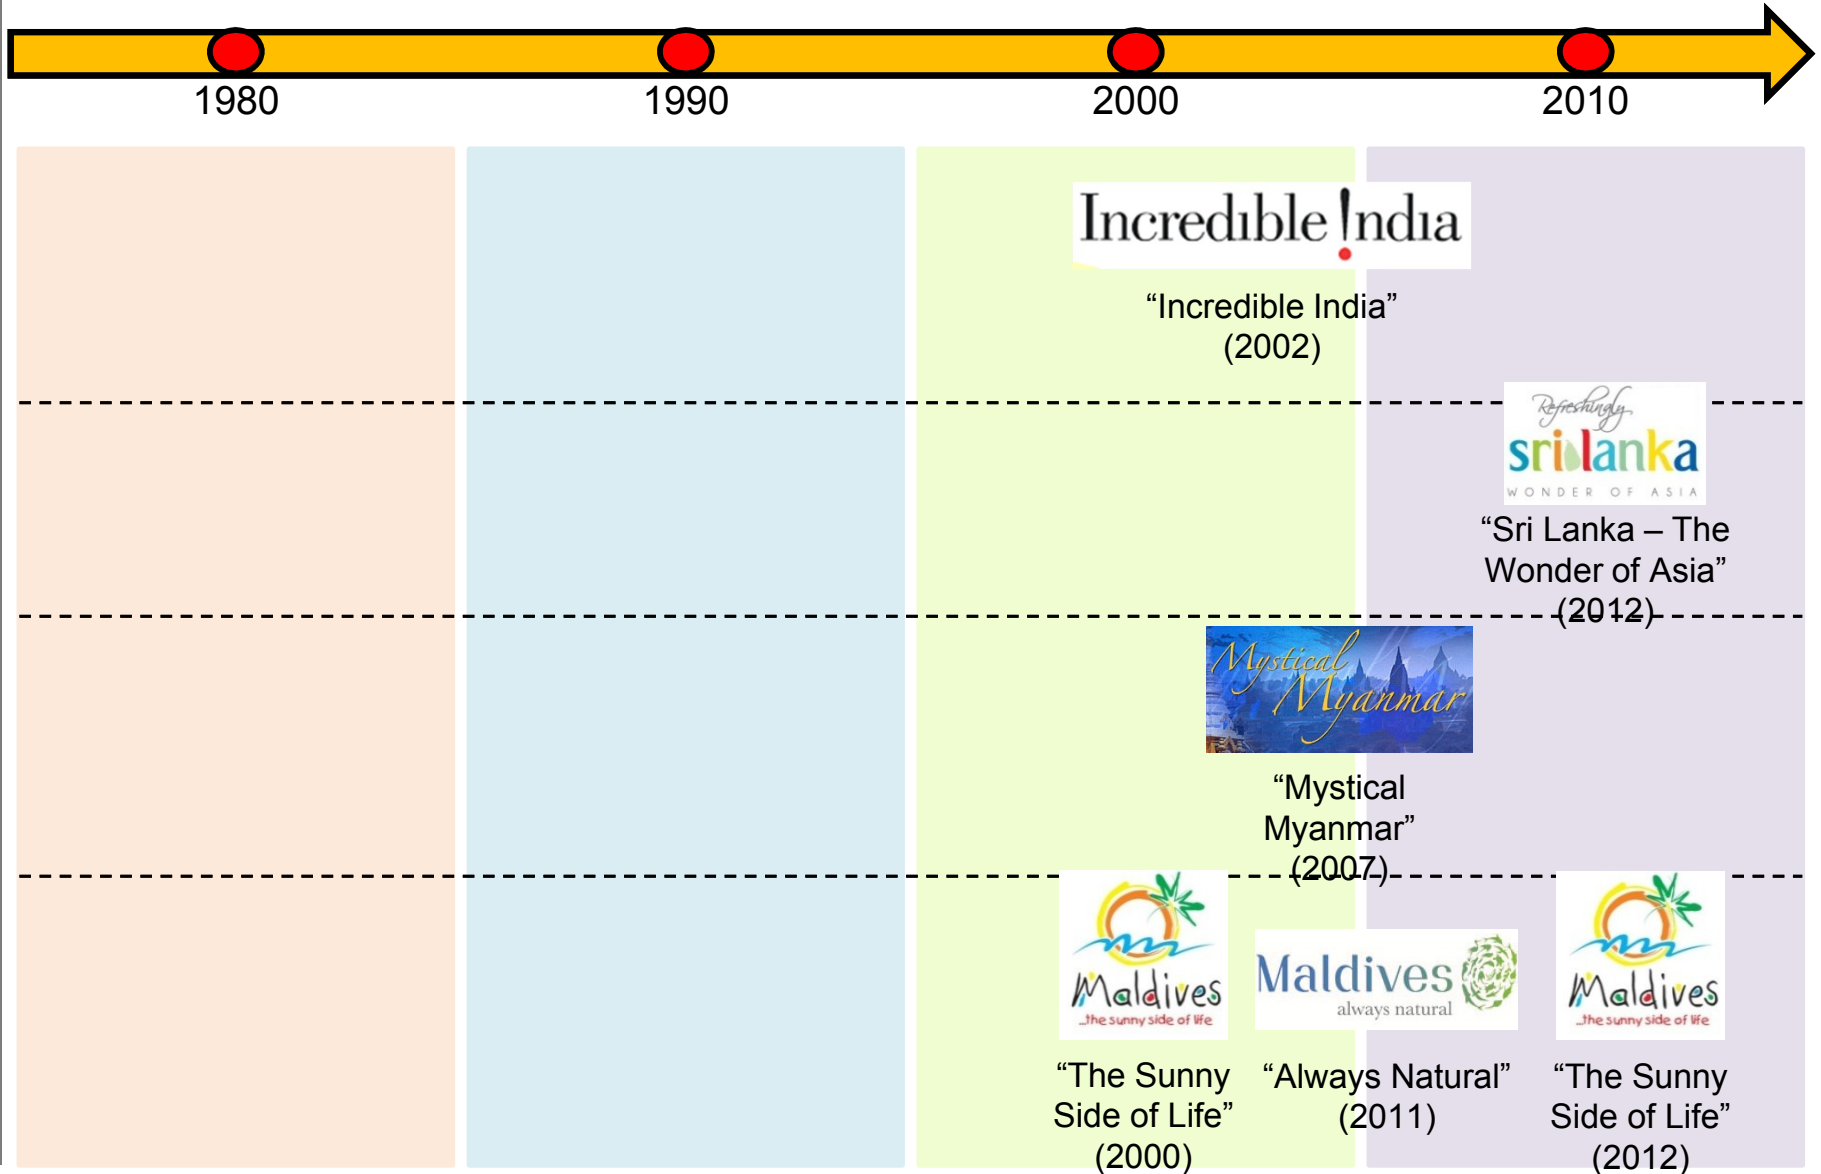 1980
1990
2000
2010
Incredıble !ndıa
“Incredible India”
(2002)
Refreshingly
srilanka
WONDER OF ASIA
“Sri Lanka – The
Wonder of Asia”
(2012)
Mystical
Myanmar
“Mystical
Myanmar”
(2007)
Maldives
...the sunny side of life
“The Sunny
Side of Life”
(2000)
Maldives
always natural
“Always Natural”
(2011)
Maldives
...the sunny side of life
“The Sunny
Side of Life”
(2012)